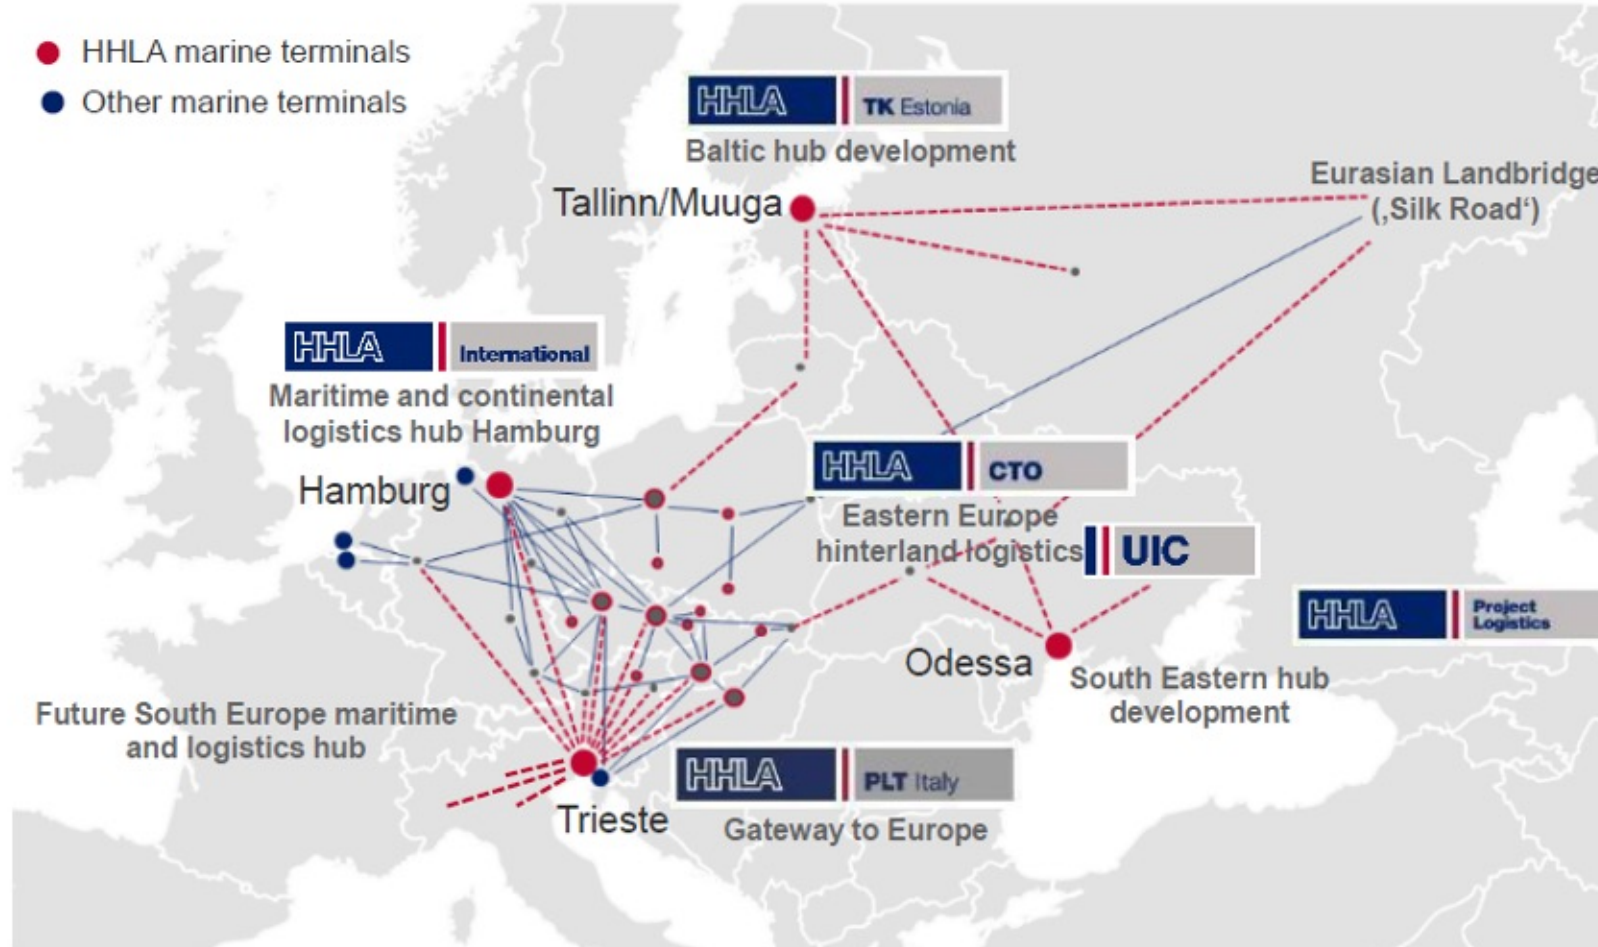 HHLA marine terminals
Other marine terminals
HHLA TK Estonia
Baltic hub development
Tallinn/Muuga
Eurasian Landbridge
(‚Silk Road‘)
HHLA International
Maritime and continental
logistics hub Hamburg
Hamburg
HHLA CTO
Eastern Europe
hinterland logistics
UIC
HHLA Project
Logistics
Odessa
South Eastern hub
development
Future South Europe maritime
and logistics hub
HHLA PLT Italy
Trieste
Gateway to Europe